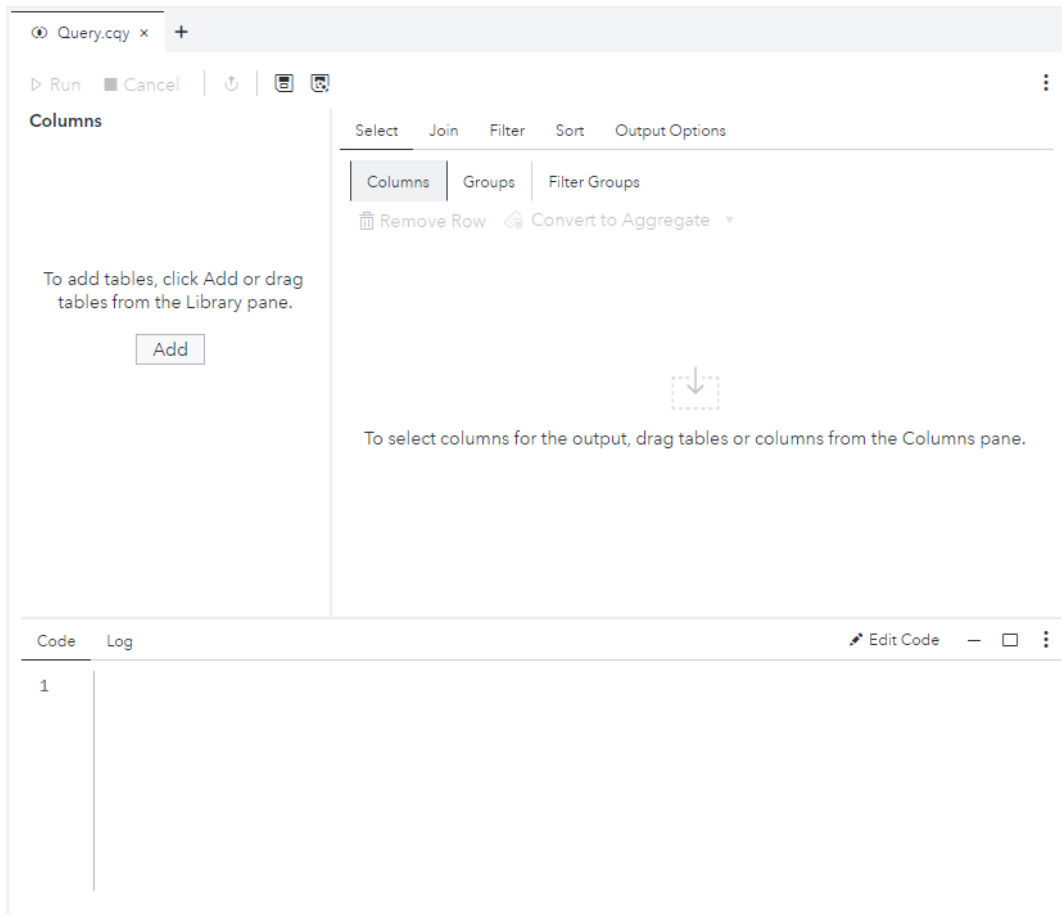 Query.cqy × +
Run Cancel
Columns
Select Join Filter Sort Output Options
Columns Groups Filter Groups
Remove Row Convert to Aggregate
To add tables, click Add or drag
tables from the Library pane.
Add
To select columns for the output, drag tables or columns from the Columns pane.
Code Log Edit Code
1